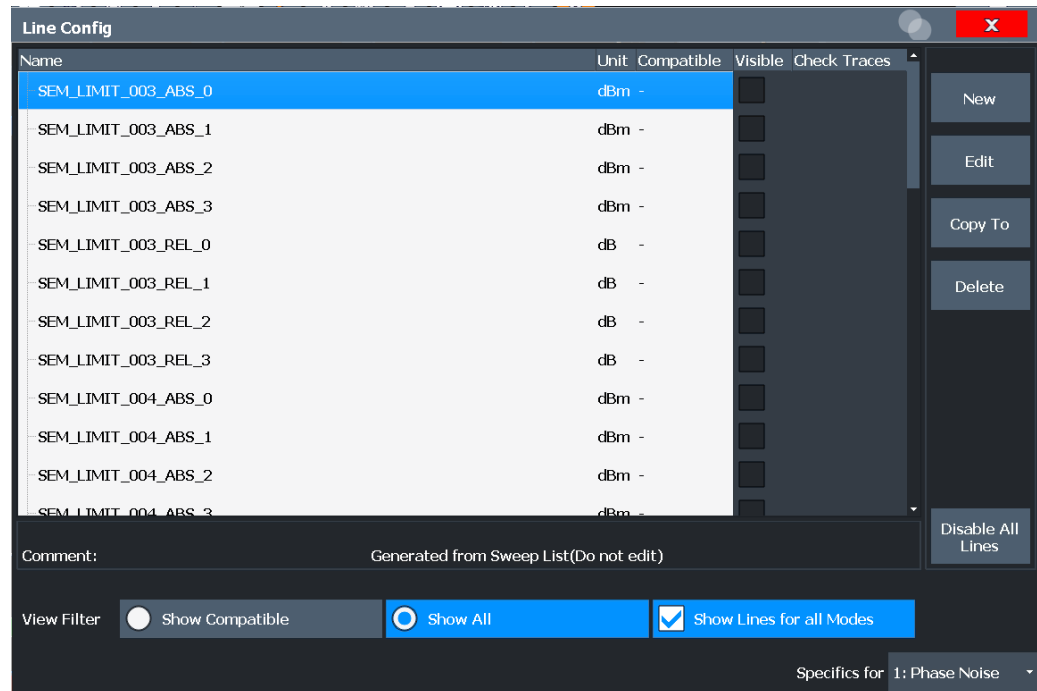 Line Config
X
Name Unit Compatible Visible Check Traces
SEM_LIMIT_003_ABS_0 dBm -
SEM_LIMIT_003_ABS_1 dBm -
SEM_LIMIT_003_ABS_2 dBm -
SEM_LIMIT_003_ABS_3 dBm -
SEM_LIMIT_003_REL_0 dB -
SEM_LIMIT_003_REL_1 dB -
SEM_LIMIT_003_REL_2 dB -
SEM_LIMIT_003_REL_3 dB -
SEM_LIMIT_004_ABS_0 dBm -
SEM_LIMIT_004_ABS_1 dBm -
SEM_LIMIT_004_ABS_2 dBm -
SEM_LIMIT_004_ABS_3 dBm -
New
Edit
Copy To
Delete
Disable All
Lines
Comment: Generated from Sweep List(Do not edit)
View Filter Show Compatible Show All Show Lines for all Modes
Specifics for 1: Phase Noise